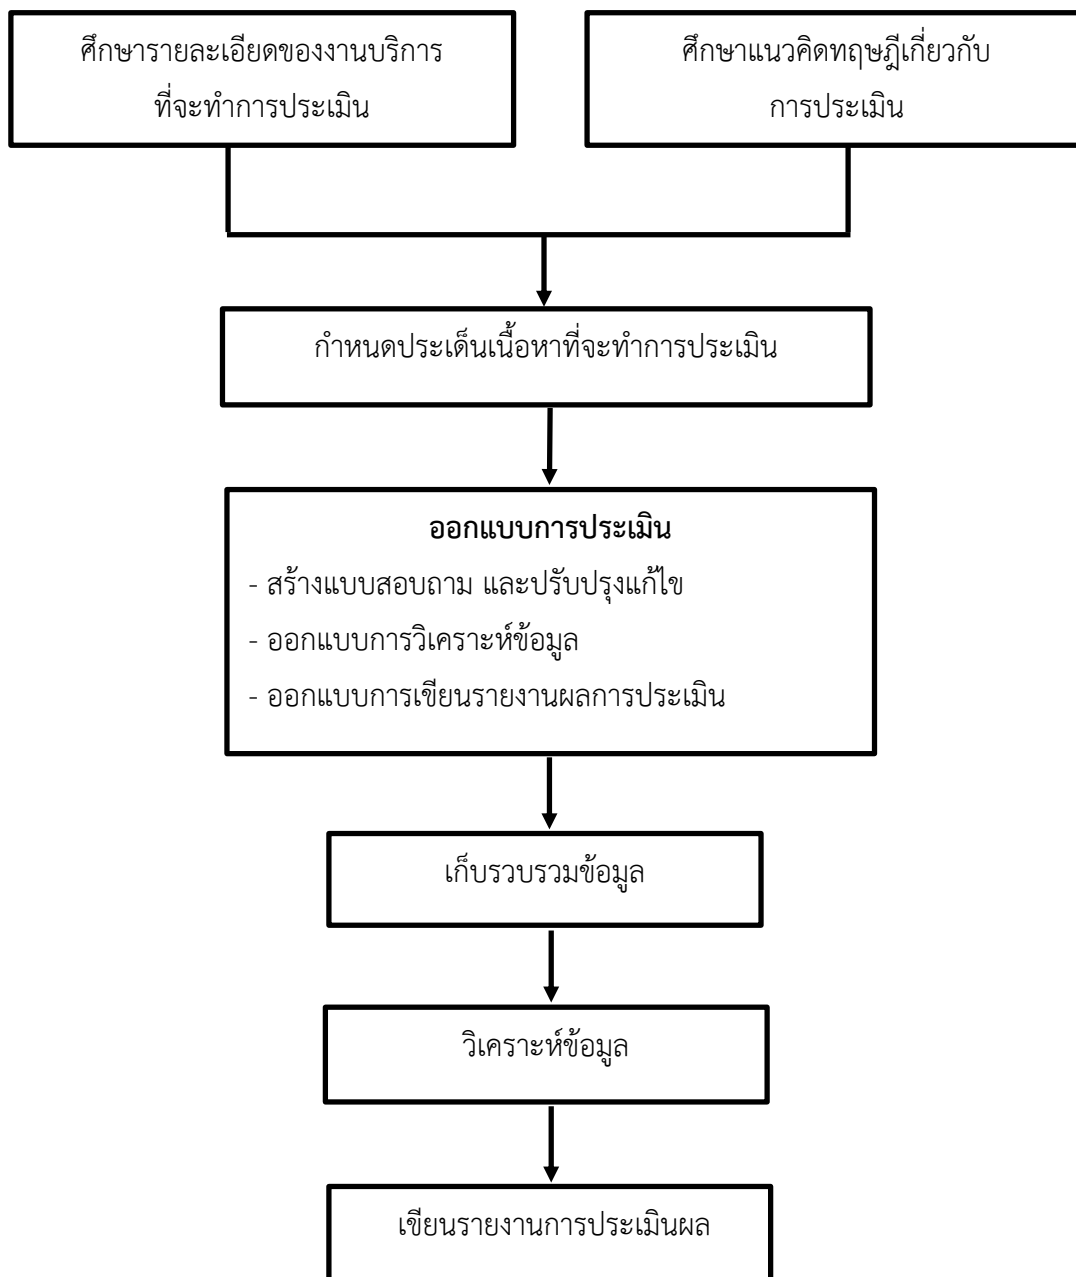 ศึกษารายละเอียดของงานบริการ
ที่จะทำการประเมิน
ศึกษาแนวคิดทฤษฎีเกี่ยวกับ
การประเมิน
กำหนดประเด็นเนื้อหาที่จะทำการประเมิน
ออกแบบการประเมิน
- สร้างแบบสอบถาม และปรับปรุงแก้ไข
- ออกแบบการวิเคราะห์ข้อมูล
- ออกแบบการเขียนรายงานผลการประเมิน
เก็บรวบรวมข้อมูล
วิเคราะห์ข้อมูล
เขียนรายงานการประเมินผล